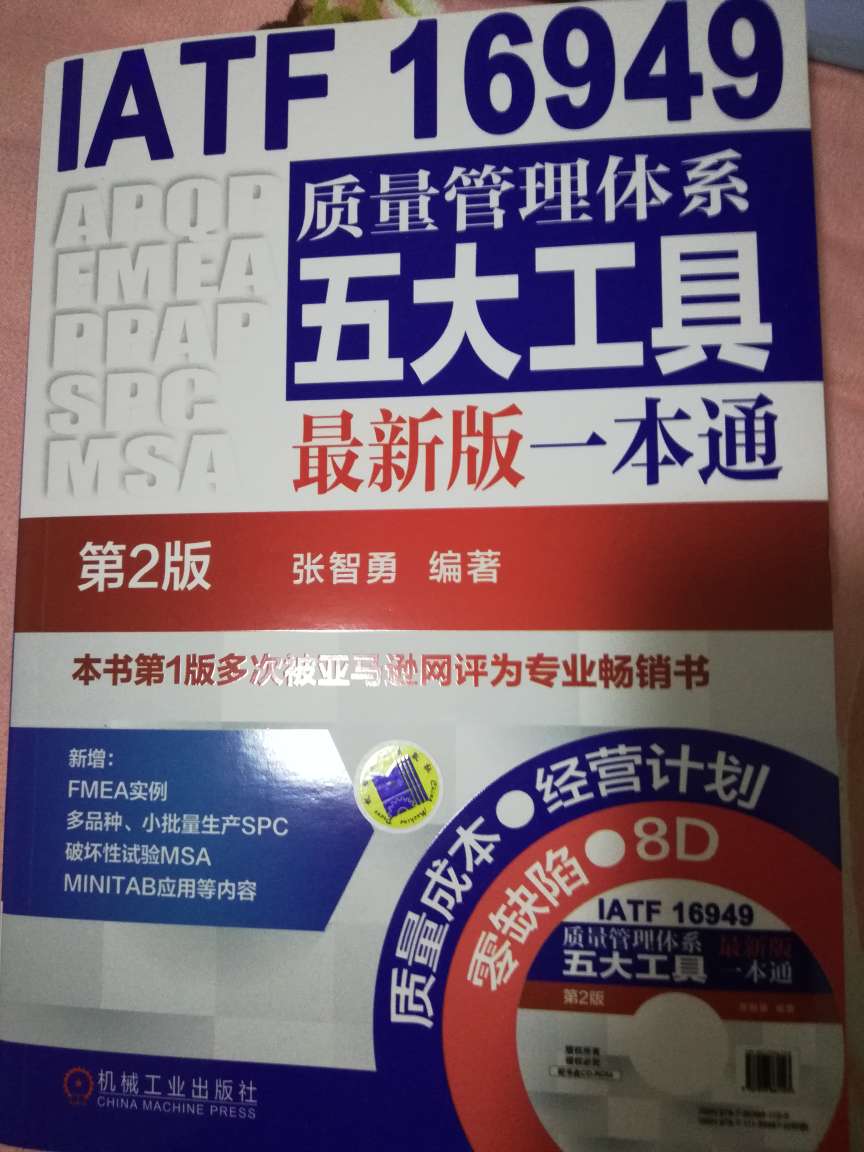 IATF 16949
质量管理体系
五大工具
最新版一本通
APQP
FMEA
PPAP
SPC
MSA
第2版 张智勇 编著
本书第1版多次被亚马逊网评为专业畅销书
新增：
FMEA实例
多品种、小批量生产SPC
破坏性试验MSA
MINITAB应用等内容
质量成本●经营计划
零缺陷●8D
IATF 16949
质量管理体系
五大工具
最新版
一本通
第2版
机械工业出版社
CHINA MACHINE PRESS